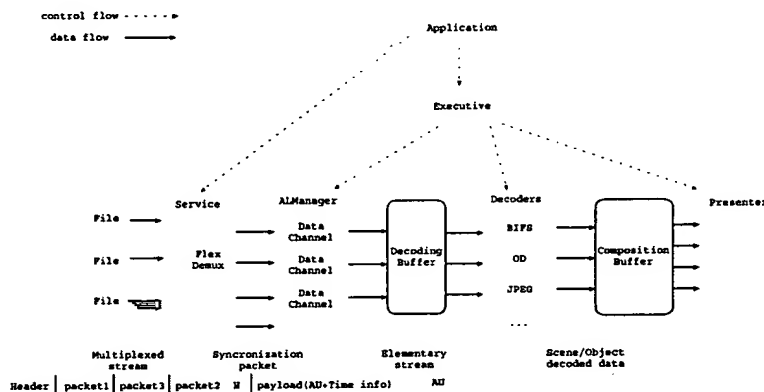 control flow
data flow
Application
Executive
Service
ALManager
Decoders
Presenter
File
File
File
Flex
Demux
Data
Channel
Data
Channel
Data
Channel
Decoding
Buffer
BIFS
OD
JPEG
...
Composition
Buffer
Multiplexed
stream
Syncronization
packet
Elementary
stream
Scene/Object
decoded data
Header packet1 packet3 packet2 H payload(AU+Time info) AU